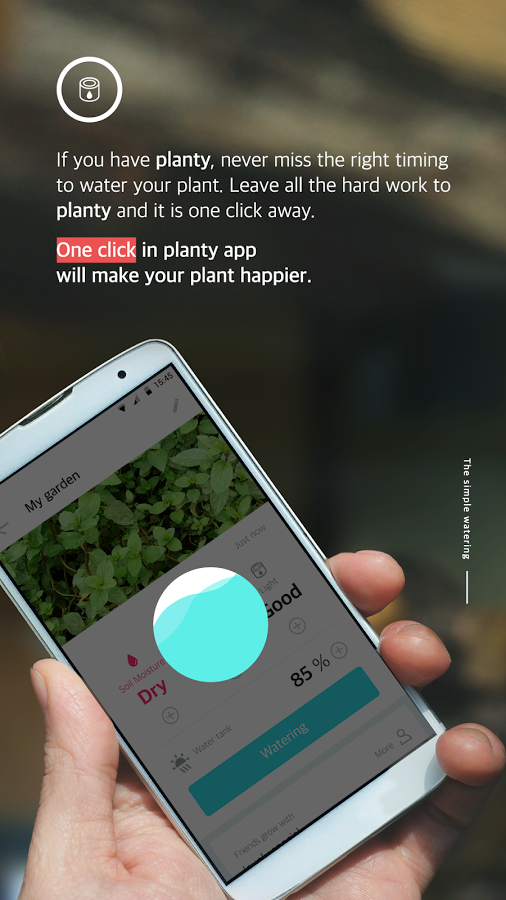 If you have planty, never miss the right timing
to water your plant. Leave all the hard work to
planty and it is one click away.
One click in planty app
will make your plant happier.
15:45
My garden
Just now
Light
Good
Soil Moisture
Dry
85 %
Water tank
Watering
More
Friends grow with
The simple watering